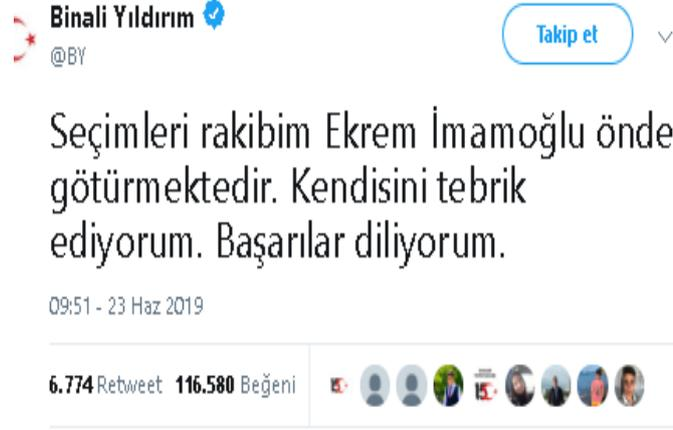 Binali Yıldırım
@BY
Takip et
Seçimleri rakibim Ekrem İmamoğlu önde
götürmektedir. Kendisini tebrik
ediyorum. Başarılar diliyorum.
09:51 - 23 Haz 2019
6.774 Retweet 116.580 Beğeni